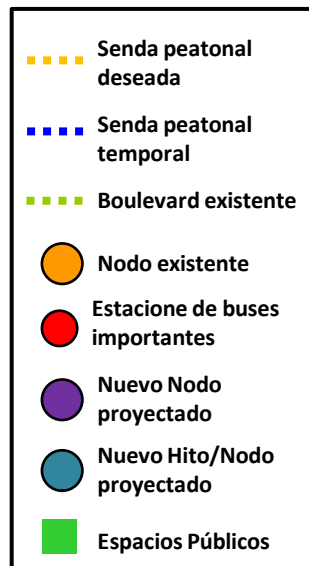 Senda peatonal
deseada
Senda peatonal
temporal
Boulevard existente
Nodo existente
Estacione de buses
importantes
Nuevo Nodo
proyectado
Nuevo Hito/Nodo
proyectado
Espacios Públicos